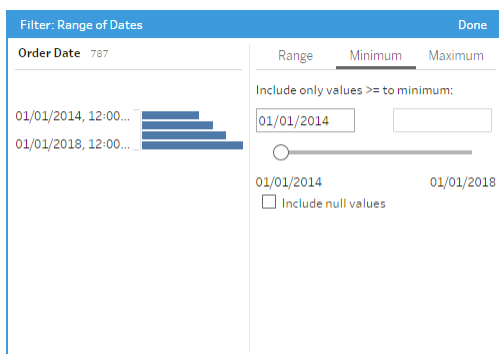 Filter: Range of Dates Done
Order Date 787
Range Minimum Maximum
Include only values >= to minimum:
01/01/2014
01/01/2014, 12:00...
01/01/2018, 12:00...
01/01/2014 01/01/2018
Include null values